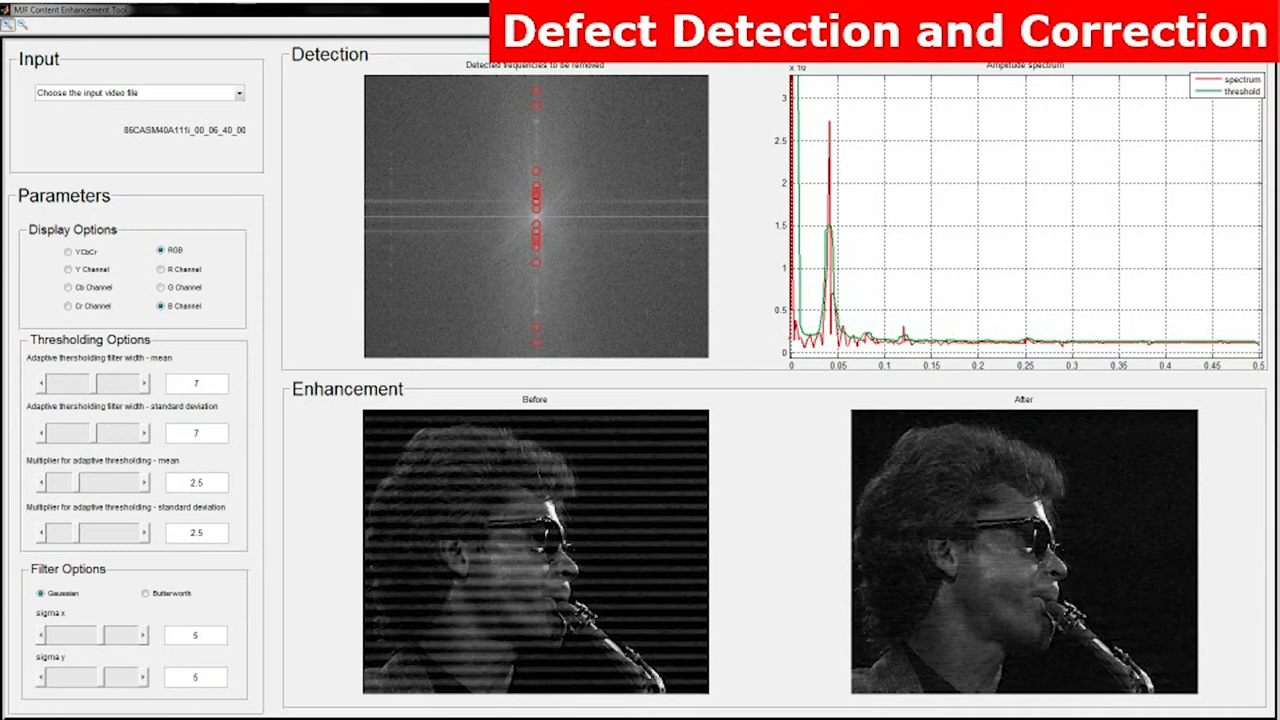 MJF Content Enhancement Tool
Defect Detection and Correction
Input
Choose the input video file
86CASM40A111i_00_06_40_00
Parameters
Display Options
YCbCr
RGB
Y Channel
R Channel
Cb Channel
G Channel
Cr Channel
B Channel
Thresholding Options
Adaptive thersholding filter width - mean
7
Adaptive thersholding filter width - standard deviation
7
Multiplier for adaptive thresholding - mean
2.5
Multiplier for adaptive thresholding - standard deviation
2.5
Filter Options
Gaussian
Butterworth
sigma x
5
sigma y
5
Detection
Detected frequencies to be removed
Amplitude spectrum
x 10
spectrum
threshold
3
2.5
2
1.5
1
0.5
0
0 0.05 0.1 0.15 0.2 0.25 0.3 0.35 0.4 0.45 0.5
Enhancement
Before
After